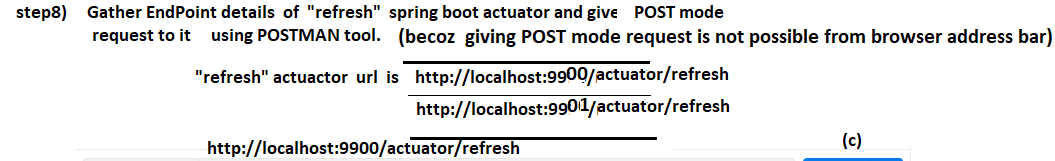 step8) Gather EndPoint details of "refresh" spring boot actuator and give POST mode
request to it using POSTMAN tool. (becoz giving POST mode request is not possible from browser address bar)
"refresh" actuactor url is http://localhost:9900/actuator/refresh
http://localhost:9901/actuator/refresh
(c)
http://localhost:9900/actuator/refresh